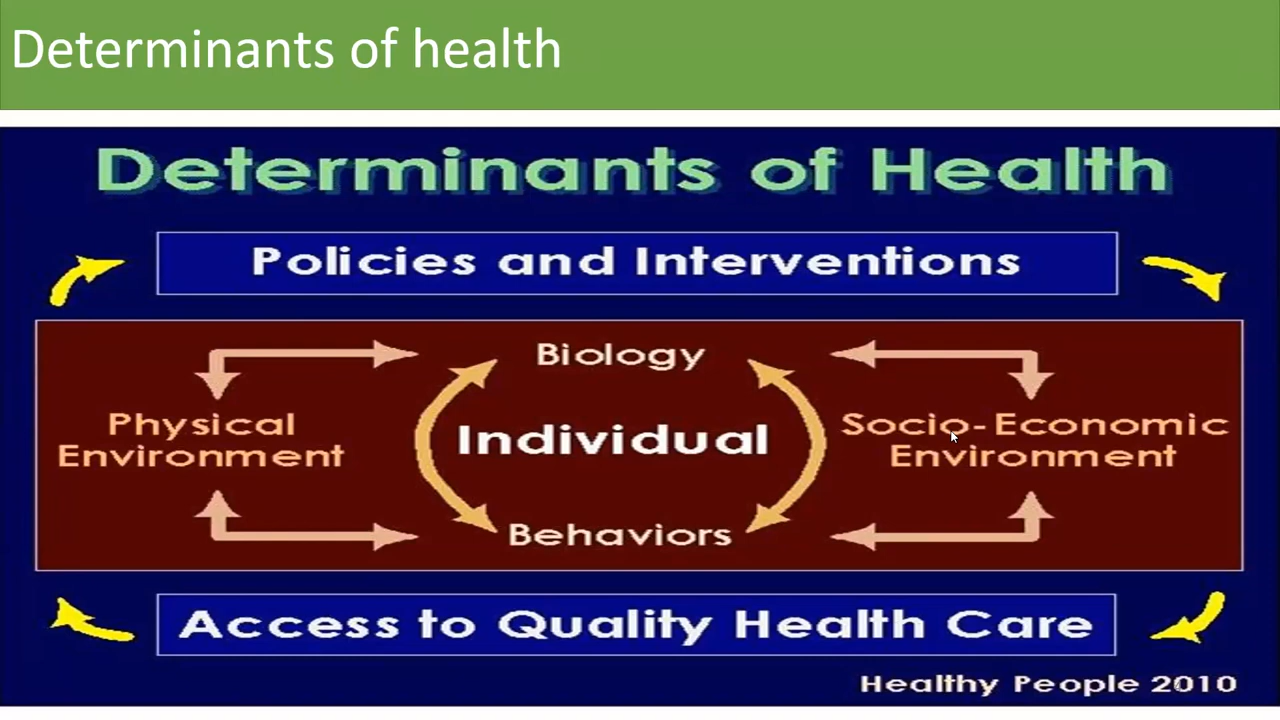 Determinants of health
Determinants of Health
Policies and Interventions
Biology
Physical
Environment
Individual
Socio-Economic
Environment
Behaviors
Access to Quality Health Care
Healthy People 2010